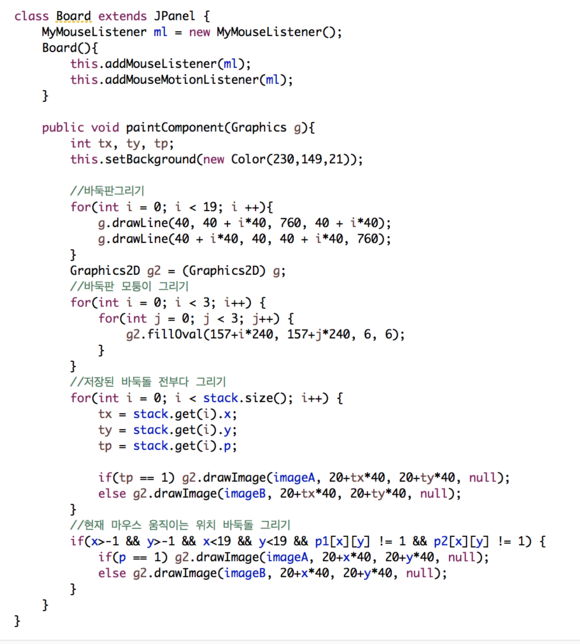 class Board extends JPanel {
    MyMouseListener ml = new MyMouseListener();
    Board(){
        this.addMouseListener(ml);
        this.addMouseMotionListener(ml);
    }

    public void paintComponent(Graphics g){
        int tx, ty, tp;
        this.setBackground(new Color(230,149,21));

        //바둑판그리기
        for(int i = 0; i < 19; i ++){
            g.drawLine(40, 40 + i*40, 760, 40 + i*40);
            g.drawLine(40 + i*40, 40, 40 + i*40, 760);
        }
        Graphics2D g2 = (Graphics2D) g;
        //바둑판 모퉁이 그리기
        for(int i = 0; i < 3; i++) {
            for(int j = 0; j < 3; j++) {
                g2.fillOval(157+i*240, 157+j*240, 6, 6);
            }
        }
        //저장된 바둑돌 전부다 그리기
        for(int i = 0; i < stack.size(); i++) {
            tx = stack.get(i).x;
            ty = stack.get(i).y;
            tp = stack.get(i).p;

            if(tp == 1) g2.drawImage(imageA, 20+tx*40, 20+ty*40, null);
            else g2.drawImage(imageB, 20+tx*40, 20+ty*40, null);
        }
        //현재 마우스 움직이는 위치 바둑돌 그리기
        if(x>-1 && y>-1 && x<19 && y<19 && p1[x][y] != 1 && p2[x][y] != 1) {
            if(p == 1) g2.drawImage(imageA, 20+x*40, 20+y*40, null);
            else g2.drawImage(imageB, 20+x*40, 20+y*40, null);
        }
    }
}